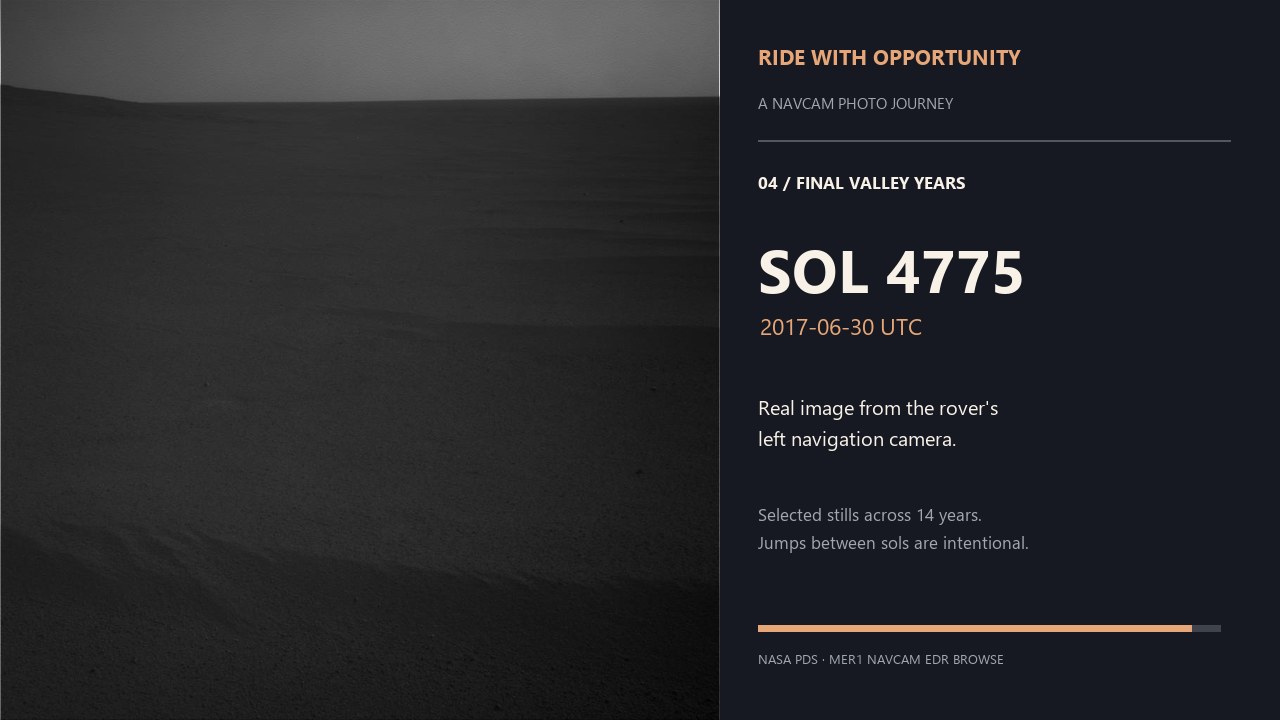 RIDE WITH OPPORTUNITY
A NAVCAM PHOTO JOURNEY
04 / FINAL VALLEY YEARS
SOL 4775
2017-06-30 UTC
Real image from the rover's
left navigation camera.
Selected stills across 14 years.
Jumps between sols are intentional.
NASA PDS · MER1 NAVCAM EDR BROWSE